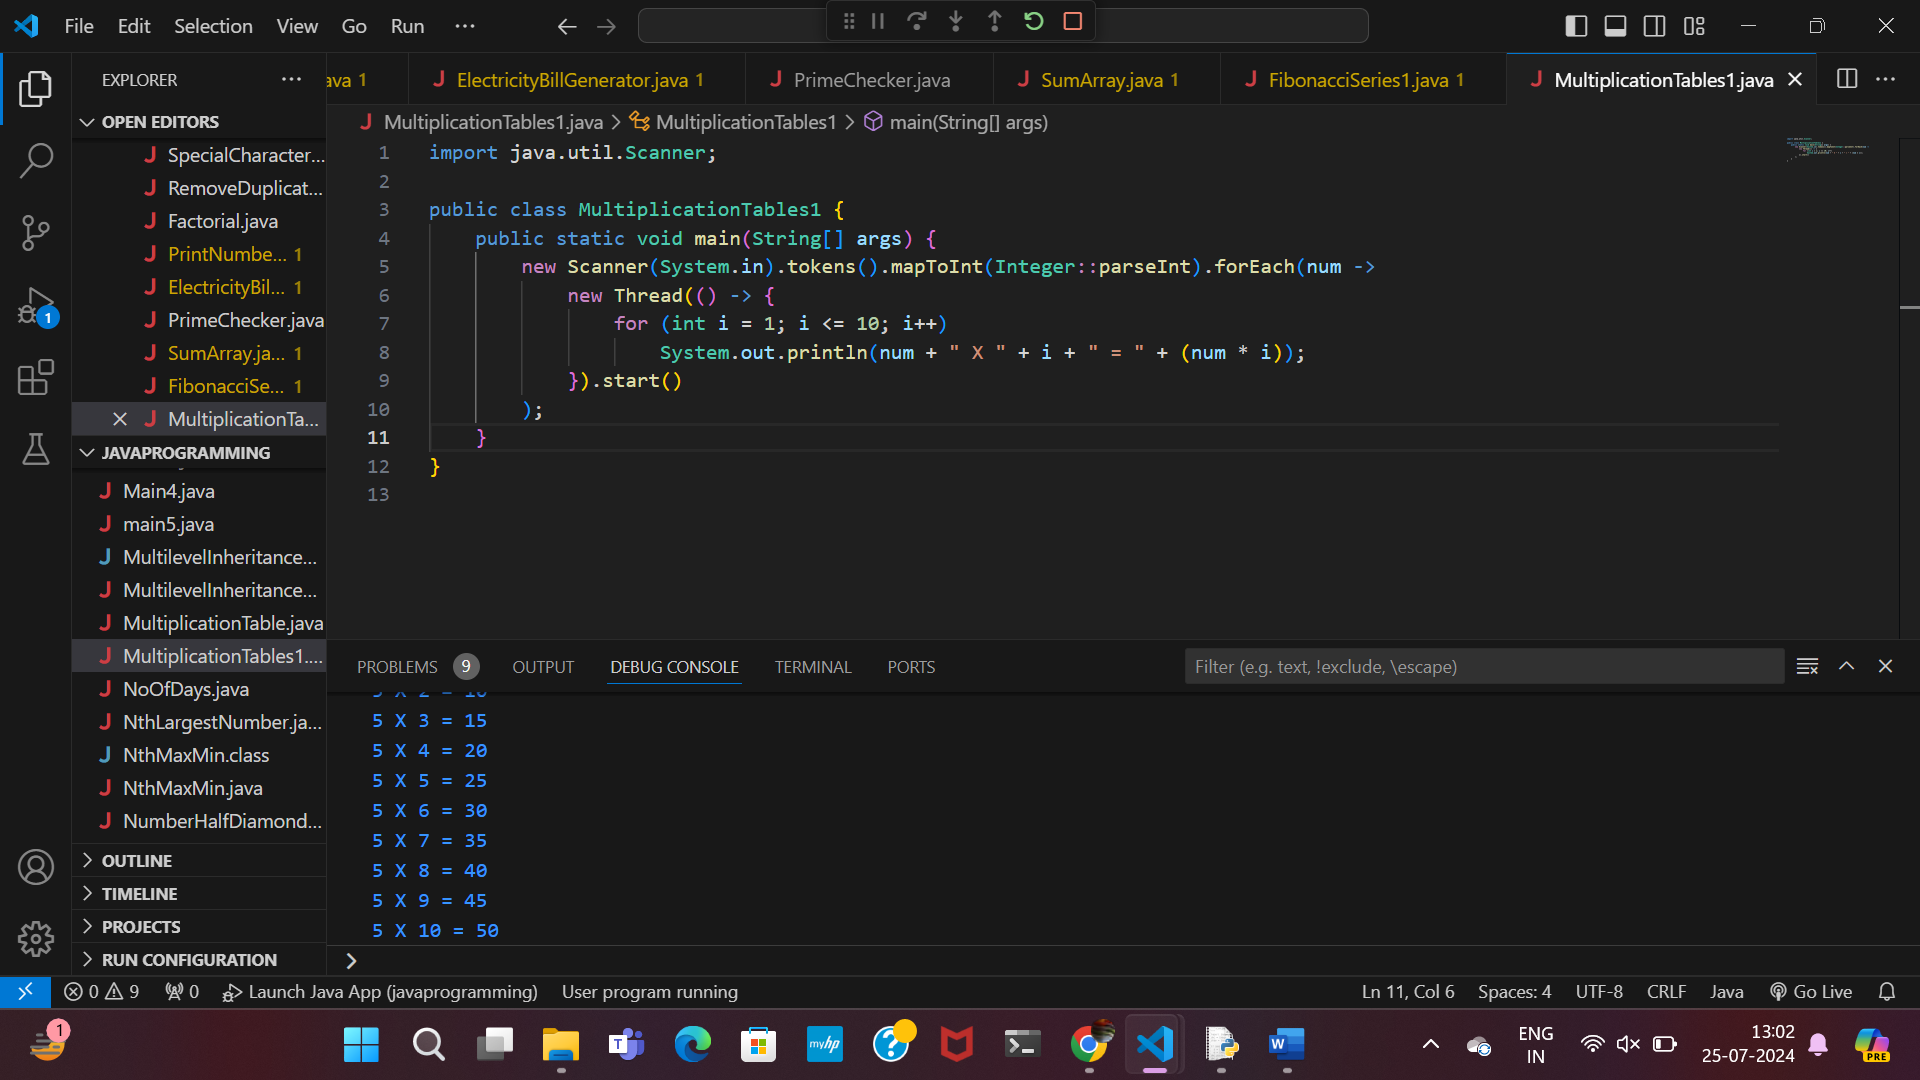 File Edit Selection View Go Run ...
EXPLORER ...
ava 1 ElectricityBillGenerator.java 1 PrimeChecker.java SumArray.java 1 FibonacciSeries1.java 1 MultiplicationTables1.java ...
OPEN EDITORS
SpecialCharacter...
RemoveDuplicat...
Factorial.java
PrintNumbe... 1
ElectricityBil... 1
PrimeChecker.java
SumArray.ja... 1
FibonacciSe... 1
MultiplicationTa...
JAVAPROGRAMMING
Main4.java
main5.java
MultilevelInheritance...
MultilevelInheritance...
MultiplicationTable.java
MultiplicationTables1....
NoOfDays.java
NthLargestNumber.ja...
NthMaxMin.class
NthMaxMin.java
NumberHalfDiamond...
OUTLINE
TIMELINE
PROJECTS
RUN CONFIGURATION
1
MultiplicationTables1.java > MultiplicationTables1 > main(String[] args)
1 import java.util.Scanner;
2
3 public class MultiplicationTables1 {
4 public static void main(String[] args) {
5 new Scanner(System.in).tokens().mapToInt(Integer::parseInt).forEach(num ->
6 new Thread(() -> {
7 for (int i = 1; i <= 10; i++)
8 System.out.println(num + " X " + i + " = " + (num * i));
9 }).start()
10 );
11 }
12 }
13
PROBLEMS 9 OUTPUT DEBUG CONSOLE TERMINAL PORTS Filter (e.g. text, !exclude, \escape)
5 X 2 = 10
5 X 3 = 15
5 X 4 = 20
5 X 5 = 25
5 X 6 = 30
5 X 7 = 35
5 X 8 = 40
5 X 9 = 45
5 X 10 = 50
>
0 9 0 Launch Java App (javaprogramming) User program running Ln 11, Col 6 Spaces: 4 UTF-8 CRLF Java Go Live
1 T myhp ? W ENG
IN
13:02
25-07-2024
PRE